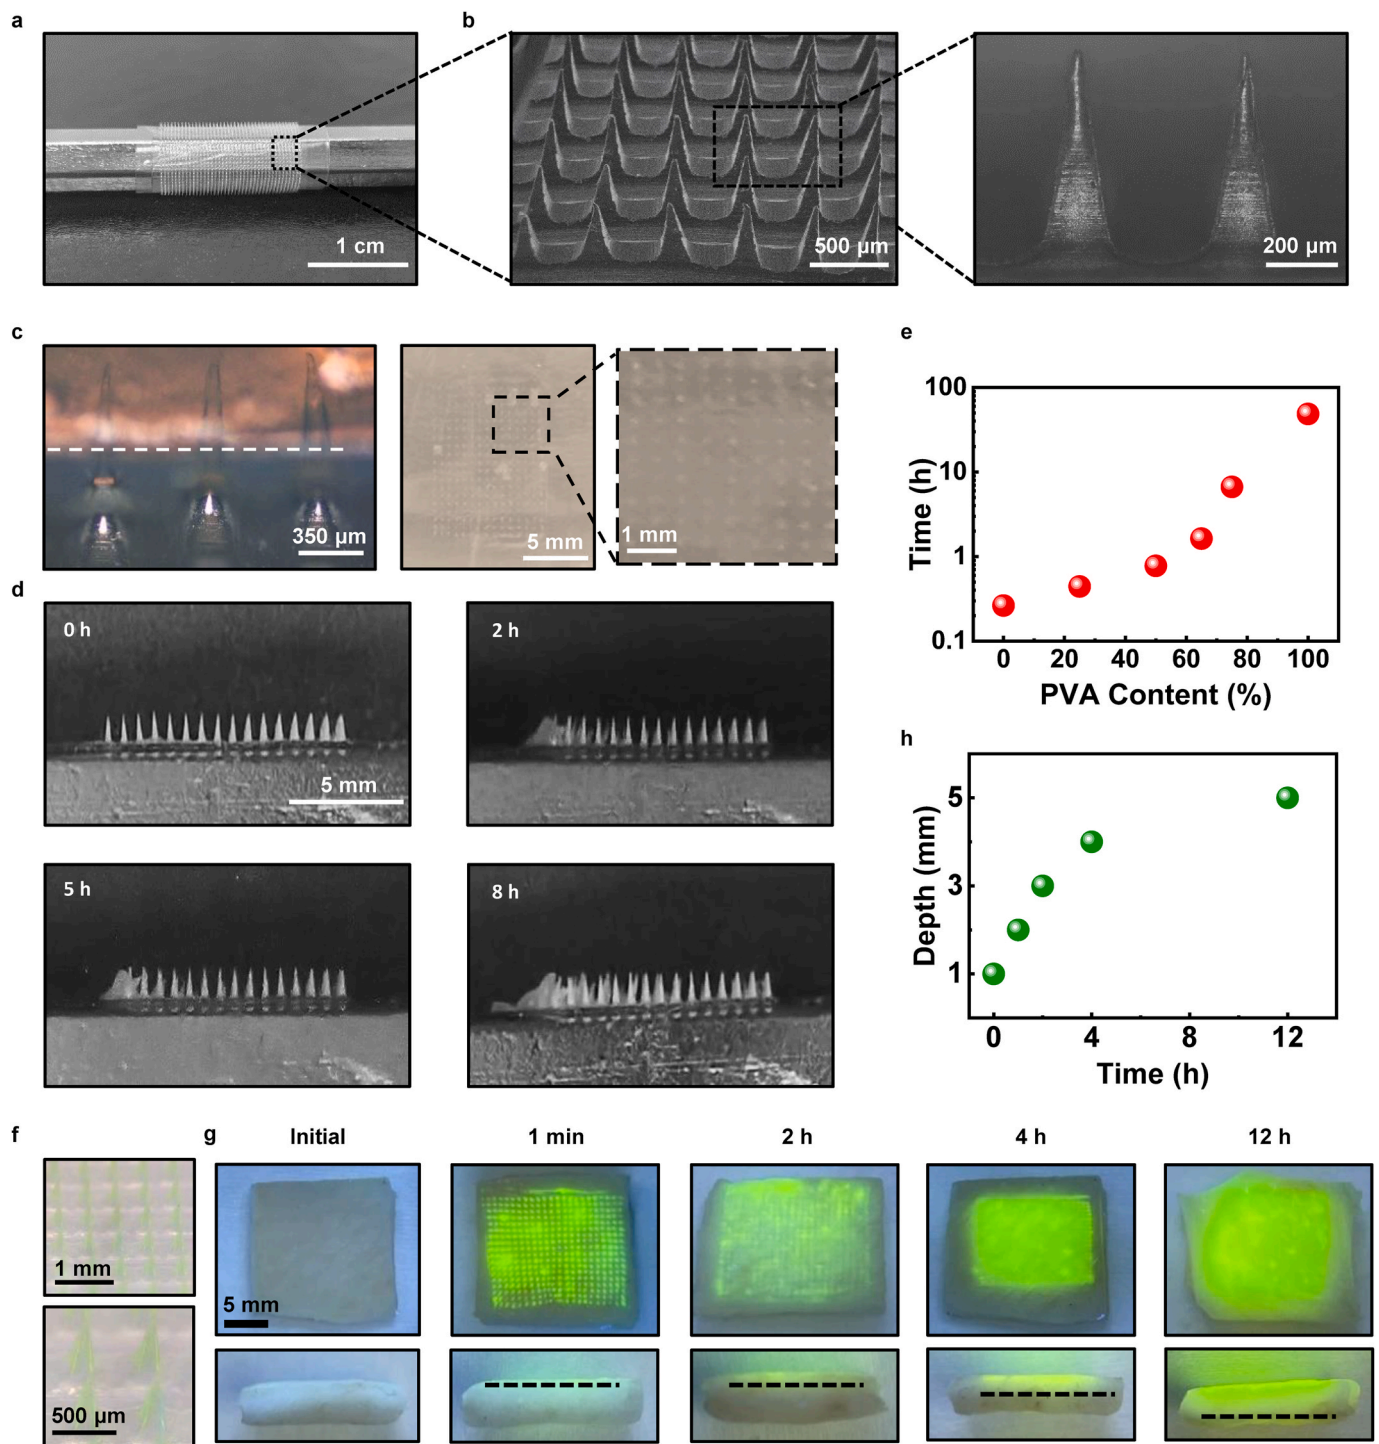 a
b
1 cm
500 µm
200 µm
c
350 µm
5 mm
1 mm
d
0 h
2 h
5 mm
5 h
8 h
e
100
10
1
0.1
Time (h)
0 20 40 60 80 100
PVA Content (%)
h
5
3
1
Depth (mm)
0 4 8 12
Time (h)
f
1 mm
500 µm
g
Initial
1 min
2 h
4 h
12 h
5 mm